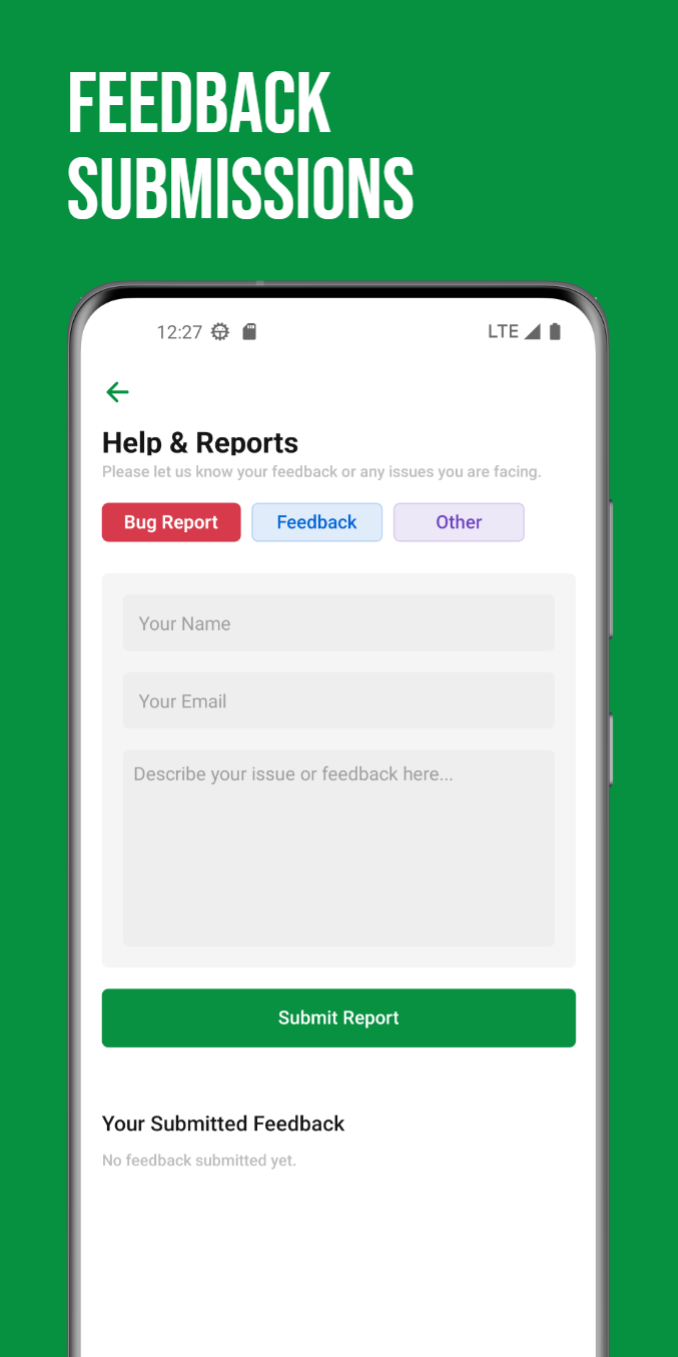 FEEDBACK
SUBMISSIONS
12:27 LTE
Help & Reports
Please let us know your feedback or any issues you are facing.
Bug Report Feedback Other
Your Name
Your Email
Describe your issue or feedback here...
Submit Report
Your Submitted Feedback
No feedback submitted yet.